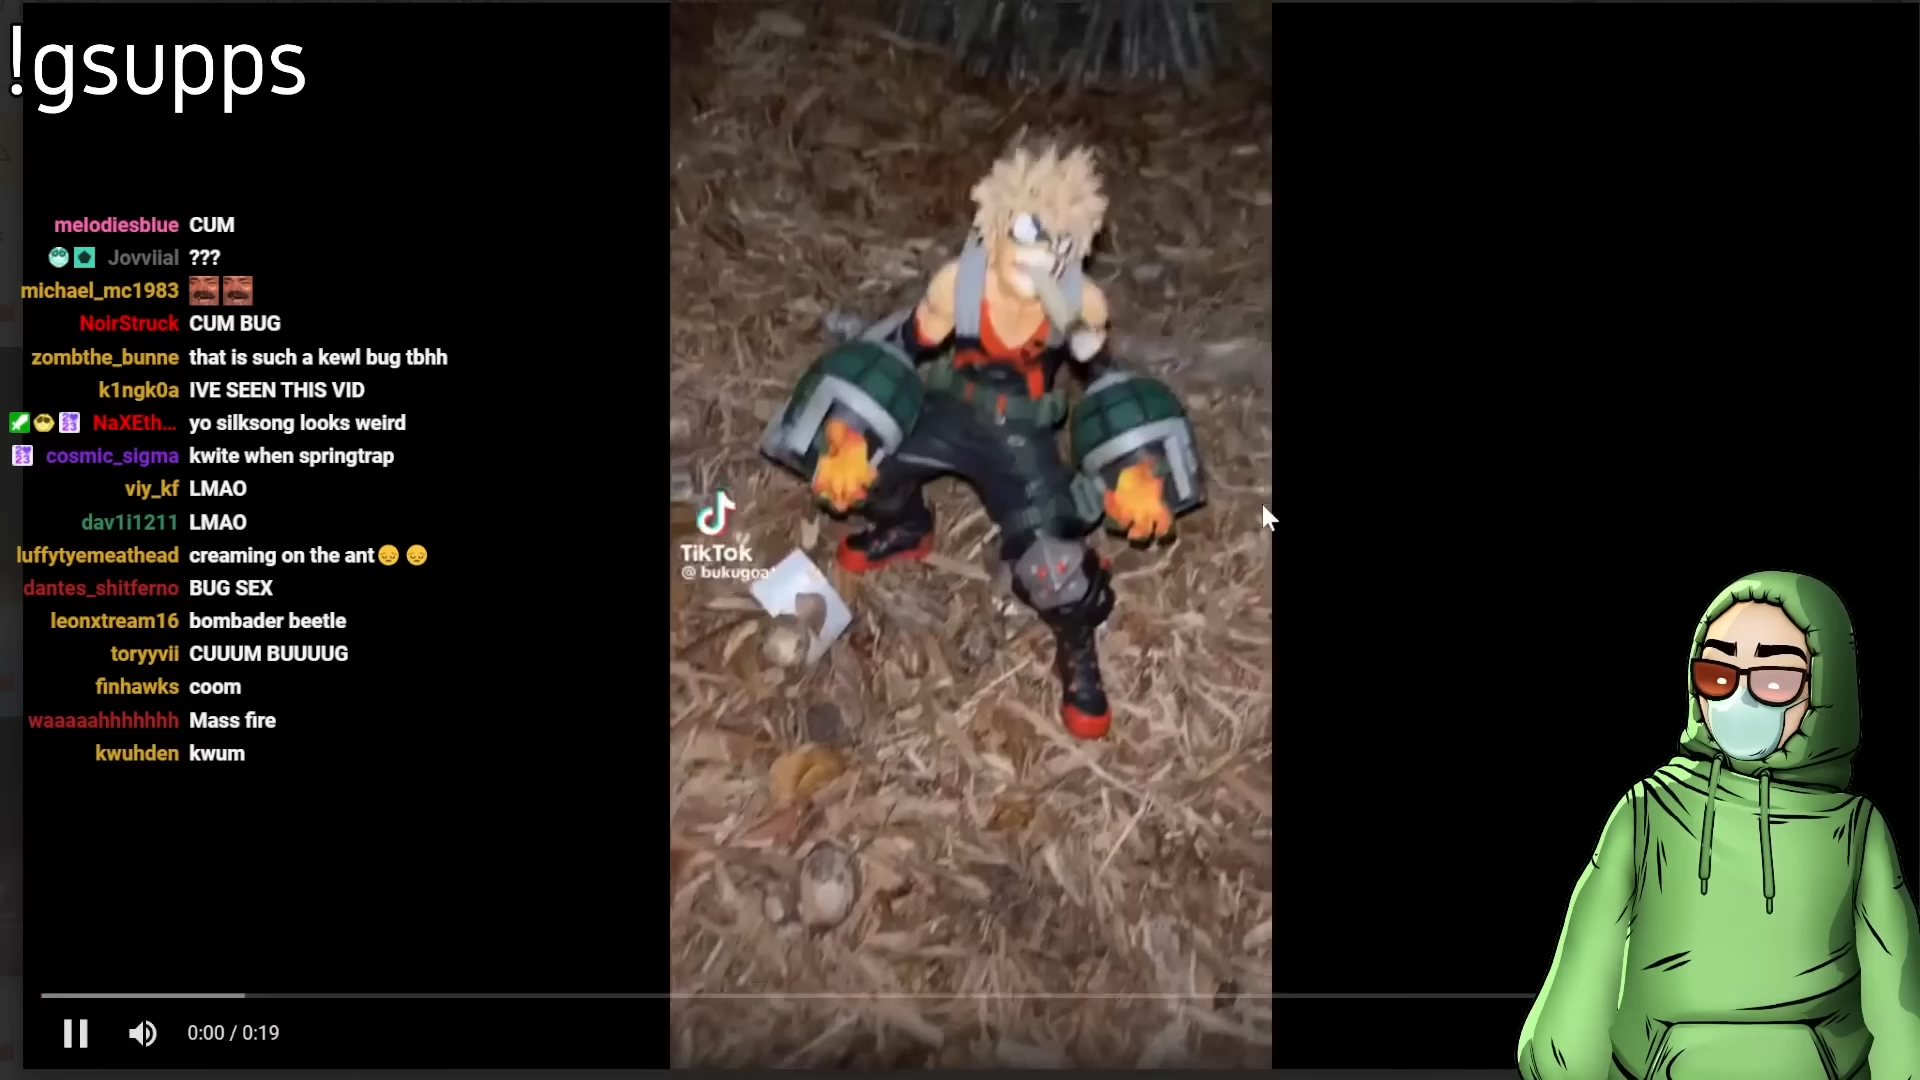 !gsupps
melodiesblue CUM
Jovviial ???
michael_mc1983
NoirStruck CUM BUG
zombthe_bunne that is such a kewl bug tbhh
k1ngk0a IVE SEEN THIS VID
NaXEth... yo silksong looks weird
cosmic_sigma kwite when springtrap
viy_kf LMAO
dav1i1211 LMAO
luffytyemeathead creaming on the ant😔 😔
dantes_shitferno BUG SEX
leonxtream16 bombader beetle
toryyvii CUUUM BUUUUG
finhawks coom
waaaaahhhhhhh Mass fire
kwuhden kwum
TikTok
@ bukugoa
0:00 / 0:19